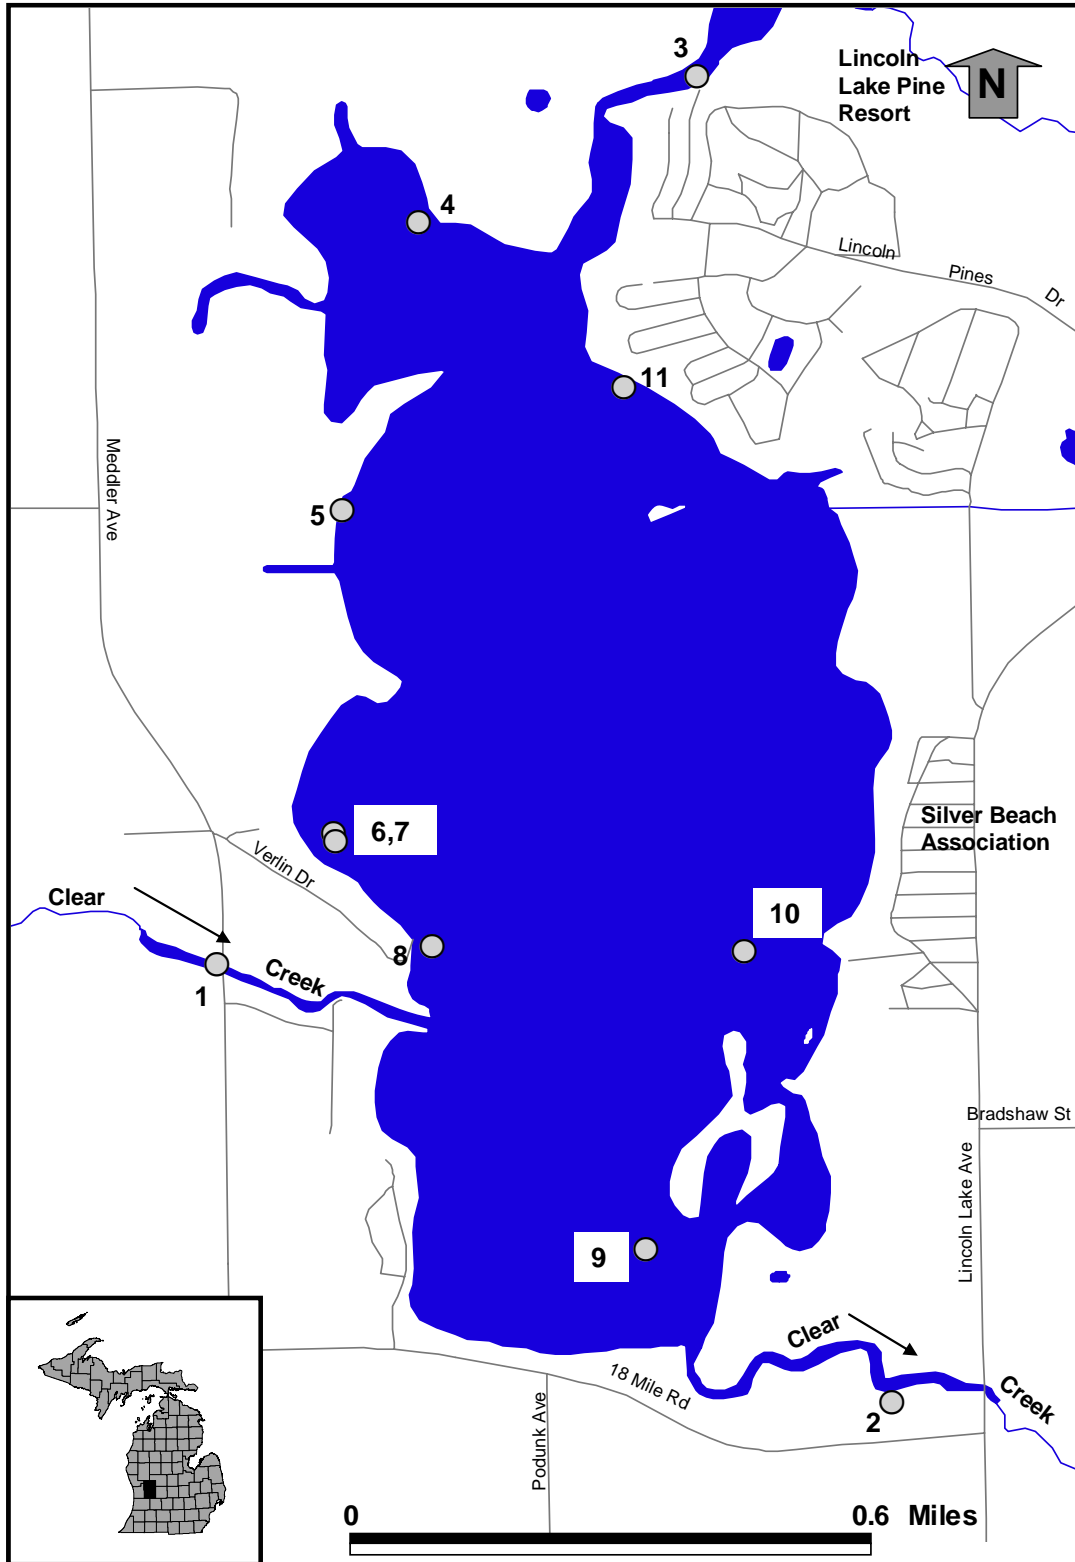 3
Lincoln
Lake Pine
Resort
N
4
Lincoln
Pines
Dr
11
Meddler Ave
5
6,7
Silver Beach
Association
Verlin Dr
Clear
10
8
Creek
1
Bradshaw St
Lincoln Lake Ave
9
Clear
18 Mile Rd
Creek
2
Podunk Ave
0
0.6 Miles